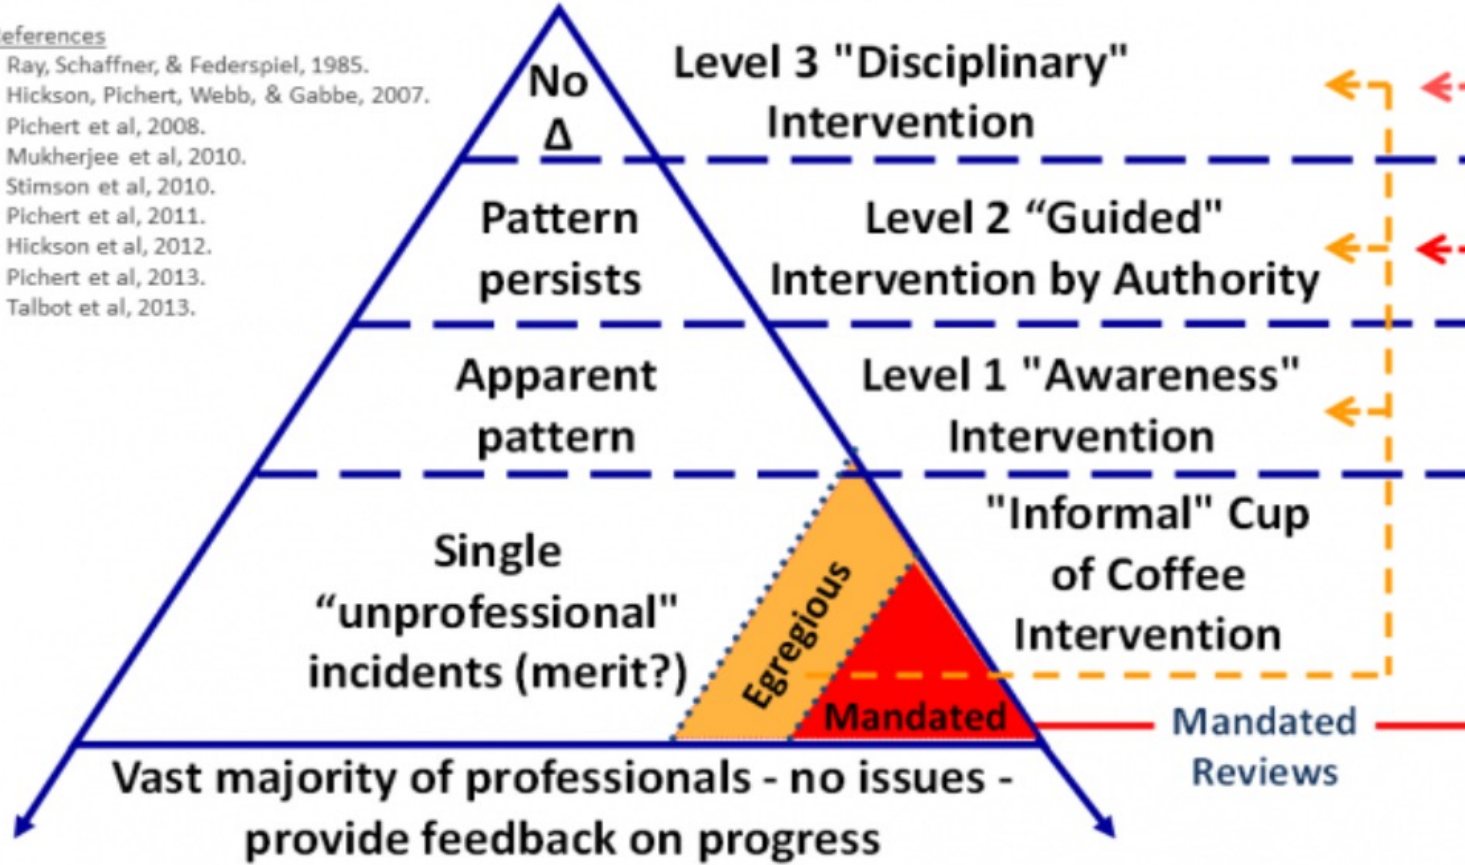 eferences
Ray, Schaffner, & Federspiel, 1985.
Hickson, Pichert, Webb, & Gabbe, 2007.
Pichert et al, 2008.
Mukherjee et al, 2010.
Stimson et al, 2010.
Pichert et al, 2011.
Hickson et al, 2012.
Pichert et al, 2013.
Talbot et al, 2013.
No
Δ
Level 3 "Disciplinary"
Intervention
Pattern
persists
Level 2 “Guided"
Intervention by Authority
Apparent
pattern
Level 1 "Awareness"
Intervention
Single
“unprofessional"
incidents (merit?)
Egregious
Mandated
"Informal" Cup
of Coffee
Intervention
Mandated
Reviews
Vast majority of professionals - no issues -
provide feedback on progress